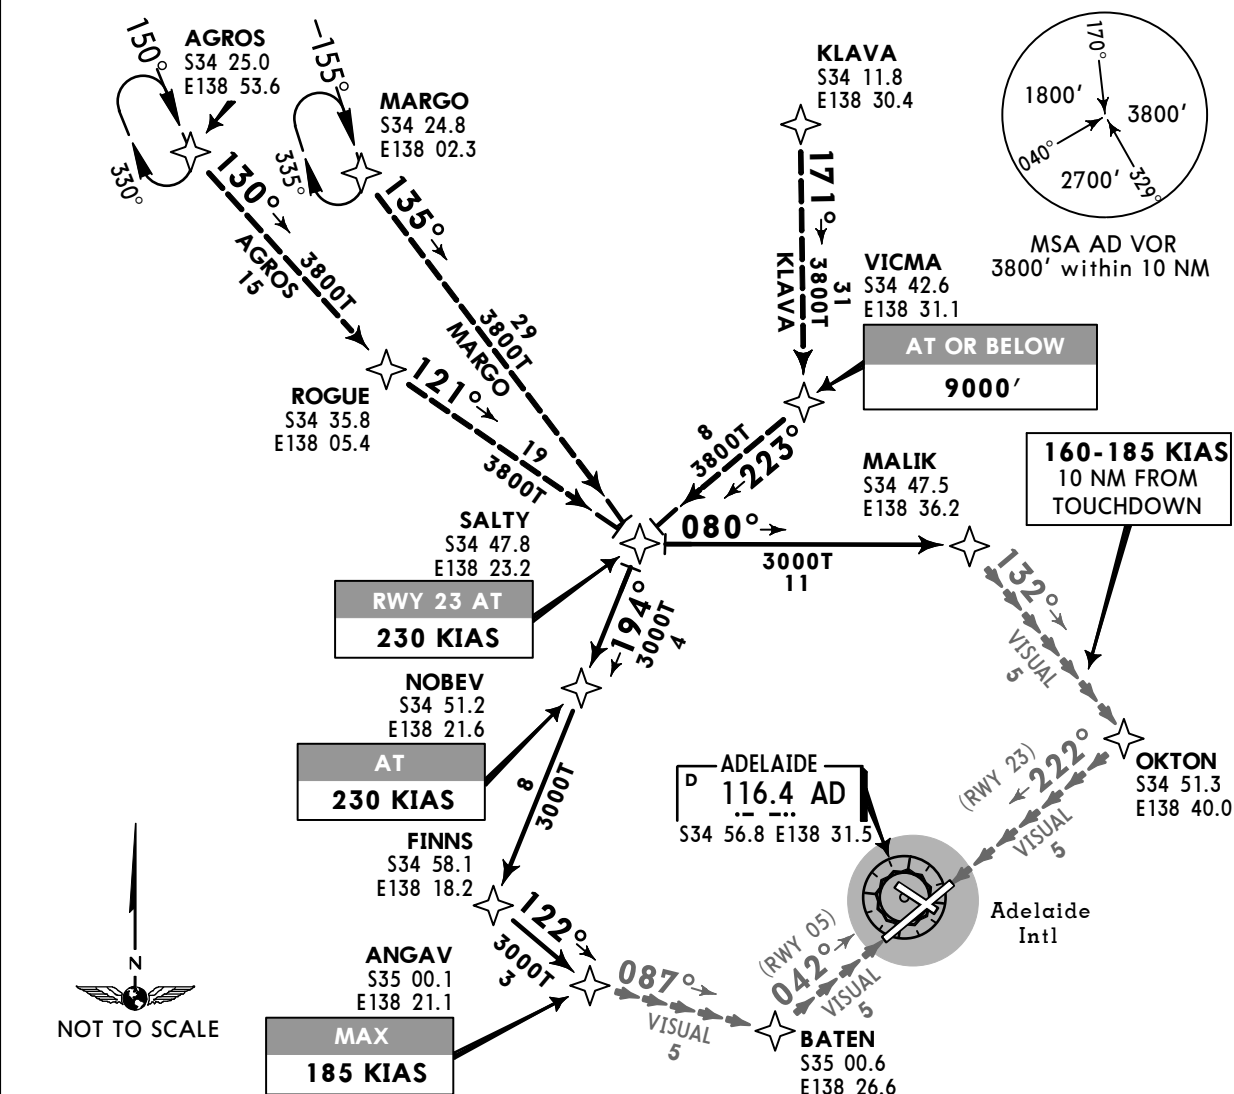 150°
330°
AGROS
S34 25.0
E138 53.6
155°
335°
MARGO
S34 24.8
E138 02.3
KLAVA
S34 11.8
E138 30.4
170°
1800'
3800'
040°
2700'
329°
MSA AD VOR
3800' within 10 NM
130°
3800T
AGROS
15
135°
29
3800T
MARGO
171°
31
3800T
KLAVA
VICMA
S34 42.6
E138 31.1
AT OR BELOW
9000'
ROGUE
S34 35.8
E138 05.4
121°
19
3800T
8
3800T
223°
MALIK
S34 47.5
E138 36.2
160-185 KIAS
10 NM FROM
TOUCHDOWN
SALTY
S34 47.8
E138 23.2
RWY 23 AT
230 KIAS
080°
3000T
11
132°
VISUAL
5
194°
3000T
4
NOBEV
S34 51.2
E138 21.6
AT
230 KIAS
8
3000T
ADELAIDE
D
116.4 AD
S34 56.8 E138 31.5
(RWY 23)
222°
VISUAL
5
OKTON
S34 51.3
E138 40.0
FINNS
S34 58.1
E138 18.2
122°
3000T
3
Adelaide
Intl
ANGAV
S35 00.1
E138 21.1
MAX
185 KIAS
087°
VISUAL
5
(RWY 05)
042°
VISUAL
5
BATEN
S35 00.6
E138 26.6
N
NOT TO SCALE